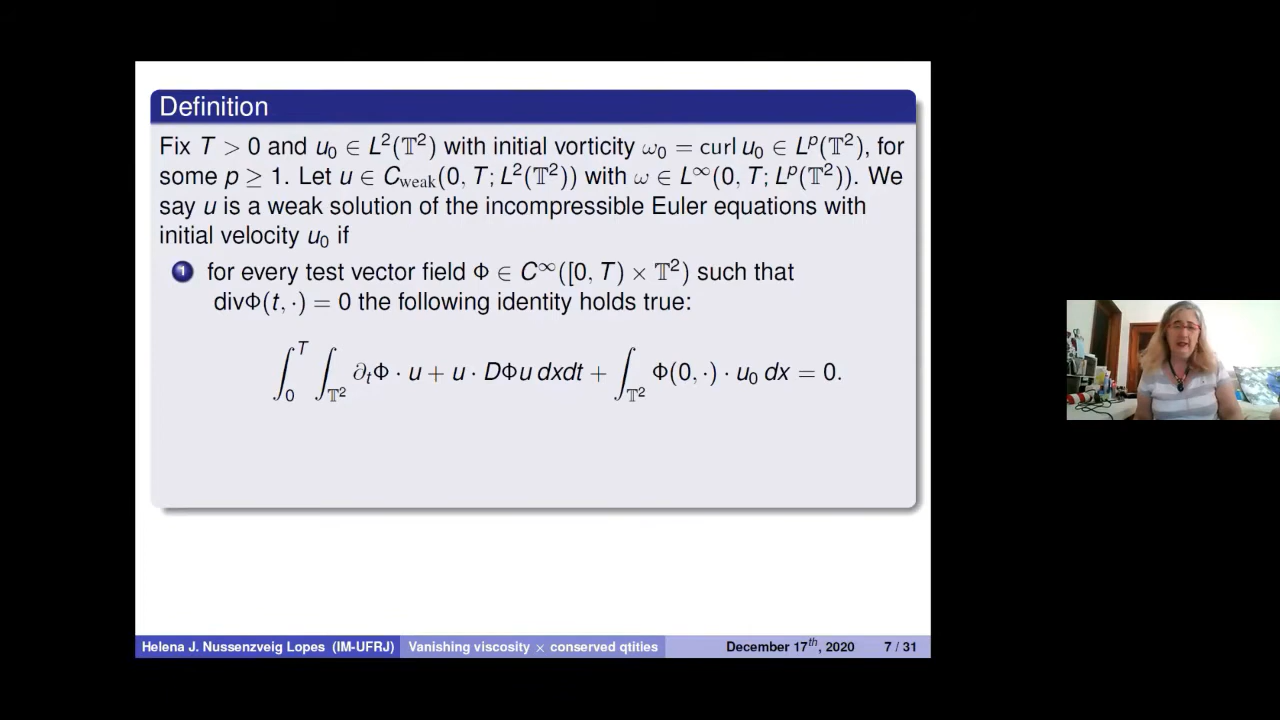 Definition
Fix T > 0 and u₀ ∈ L²(𝕋²) with initial vorticity ω₀ = curl u₀ ∈ Lᵖ(𝕋²), for
some p ≥ 1. Let u ∈ C_weak(0, T; L²(𝕋²)) with ω ∈ L^∞(0, T; Lᵖ(𝕋²)). We
say u is a weak solution of the incompressible Euler equations with
initial velocity u₀ if
1 for every test vector field Φ ∈ C^∞([0, T) × 𝕋²) such that
divΦ(t, ·) = 0 the following identity holds true:
∫₀ᵀ ∫_𝕋² ∂ₜΦ · u + u · DΦu dxdt + ∫_𝕋² Φ(0, ·) · u₀ dx = 0.
Helena J. Nussenzveig Lopes (IM-UFRJ) Vanishing viscosity × conserved qtities December 17ᵗʰ, 2020 7 / 31